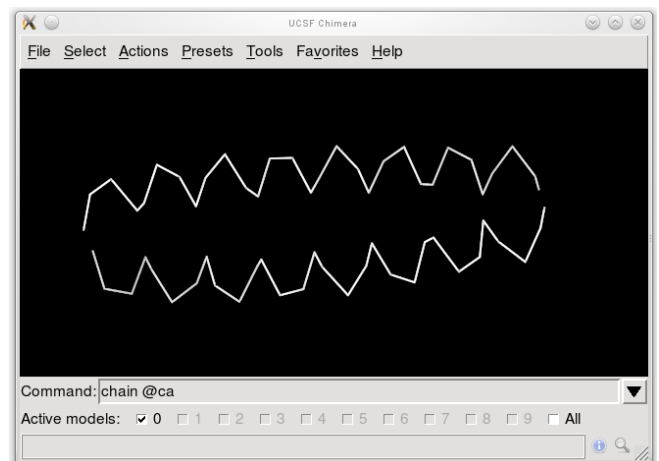 UCSF Chimera
File Select Actions Presets Tools Favorites Help
Command: chain @ca
Active models: 0 1 2 3 4 5 6 7 8 9 All